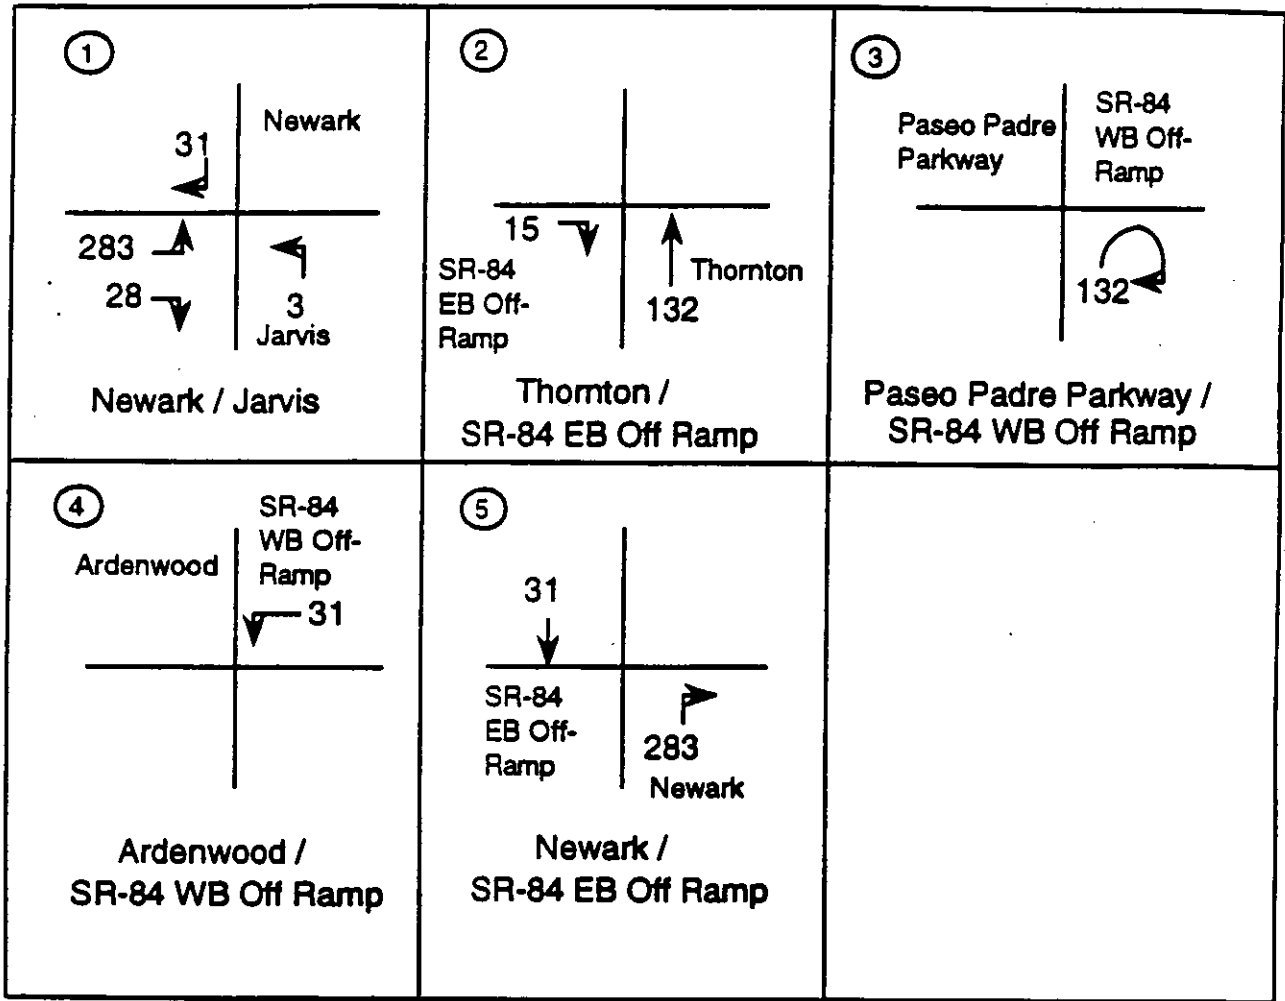 1
Newark
31
283
28
3
Jarvis
Newark / Jarvis
2
15
SR-84
EB Off-
Ramp
Thornton
132
Thornton /
SR-84 EB Off Ramp
3
Paseo Padre
Parkway
SR-84
WB Off-
Ramp
132
Paseo Padre Parkway /
SR-84 WB Off Ramp
4
Ardenwood
SR-84
WB Off-
Ramp
31
Ardenwood /
SR-84 WB Off Ramp
5
31
SR-84
EB Off-
Ramp
283
Newark
Newark /
SR-84 EB Off Ramp